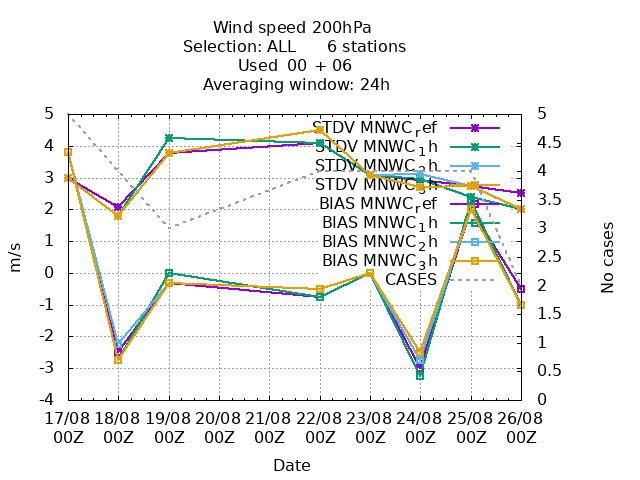 Wind speed 200hPa
Selection: ALL 6 stations
Used 00 + 06
Averaging window: 24h
5
4
3
2
1
0
-1
-2
-3
-4
m/s
STDV MNWC_ref
STDV MNWC_1h
STDV MNWC_2h
STDV MNWC_3h
BIAS MNWC_ref
BIAS MNWC_1h
BIAS MNWC_2h
BIAS MNWC_3h
CASES
5
4.5
4
3.5
3
2.5
2
1.5
1
0.5
0
No cases
17/08 18/08 19/08 20/08 21/08 22/08 23/08 24/08 25/08 26/08
00Z 00Z 00Z 00Z 00Z 00Z 00Z 00Z 00Z 00Z
Date